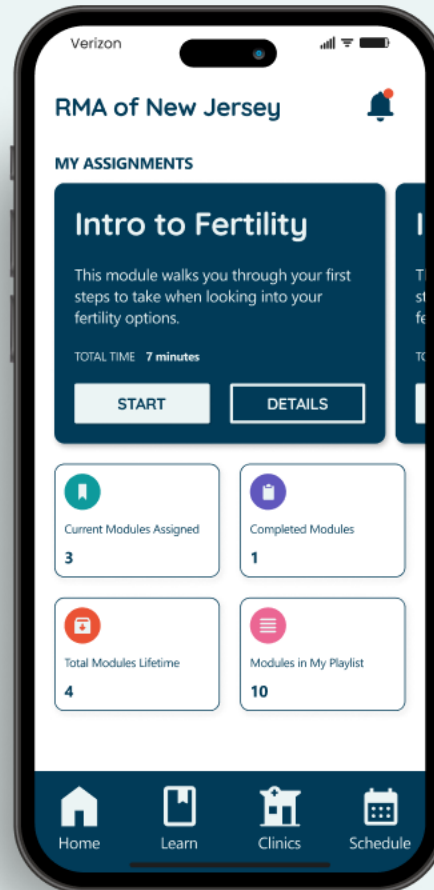 Verizon
RMA of New Jersey
MY ASSIGNMENTS
Intro to Fertility
This module walks you through your first
steps to take when looking into your
fertility options.
TOTAL TIME 7 minutes
START DETAILS
Current Modules Assigned
3
Completed Modules
1
Total Modules Lifetime
4
Modules in My Playlist
10
Home Learn Clinics Schedule